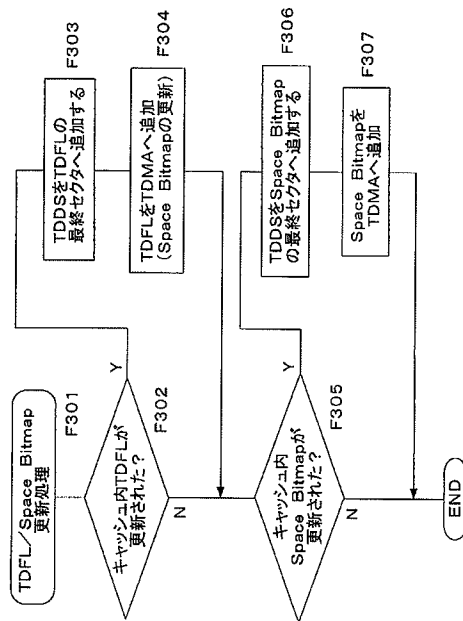 TDFL/Space Bitmap
更新処理
F301
キャッシュ内TDFLが
更新された?
F302
Y
N
TDDSをTDFLの
最終セクタへ追加する
F303
TDFLをTDMAへ追加
(Space Bitmapの更新)
F304
キャッシュ内
Space Bitmapが
更新された?
F305
Y
N
TDDSをSpace Bitmap
の最終セクタへ追加する
F306
Space Bitmapを
TDMAへ追加
F307
END